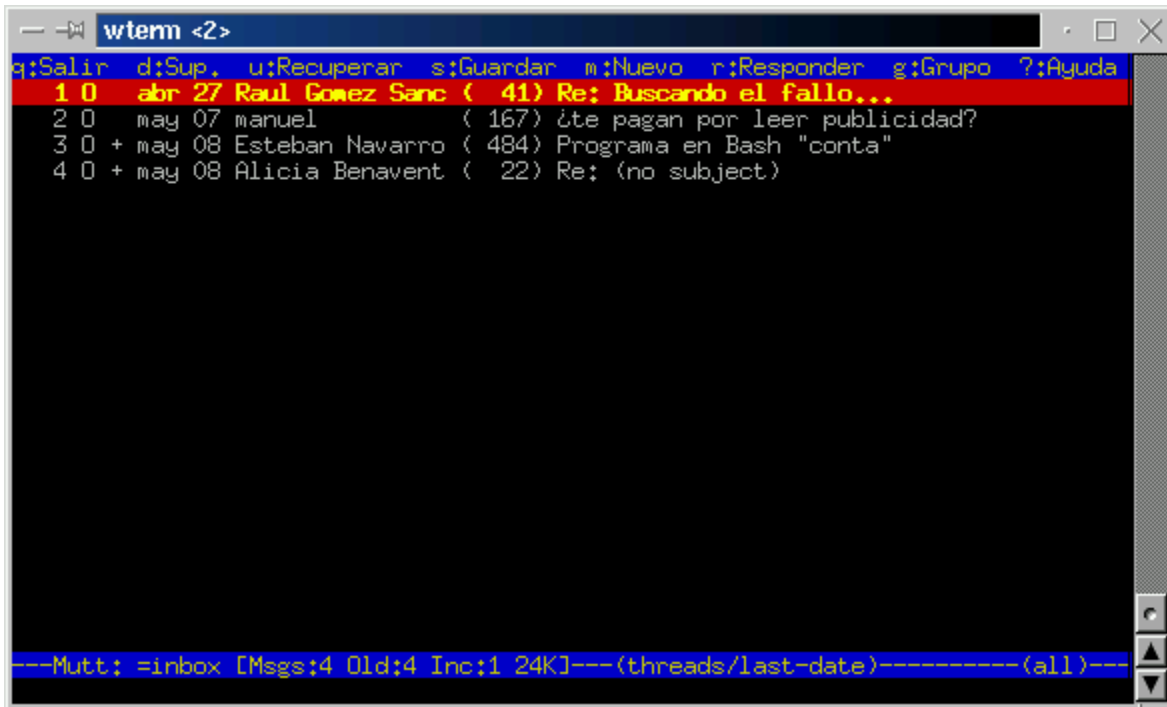 wterm <2>
q:Salir  d:Sup.  u:Recuperar  s:Guardar  m:Nuevo  r:Responder  g:Grupo  ?:Ayuda
1 O   abr 27 Raul Gomez Sanc (  41) Re: Buscando el fallo...
2 O   may 07 manuel          ( 167) ¿te pagan por leer publicidad?
3 O + may 08 Esteban Navarro ( 484) Programa en Bash "conta"
4 O + may 08 Alicia Benavent (  22) Re: (no subject)
---Mutt: =inbox [Msgs:4 Old:4 Inc:1 24K]---(threads/last-date)----------(all)---